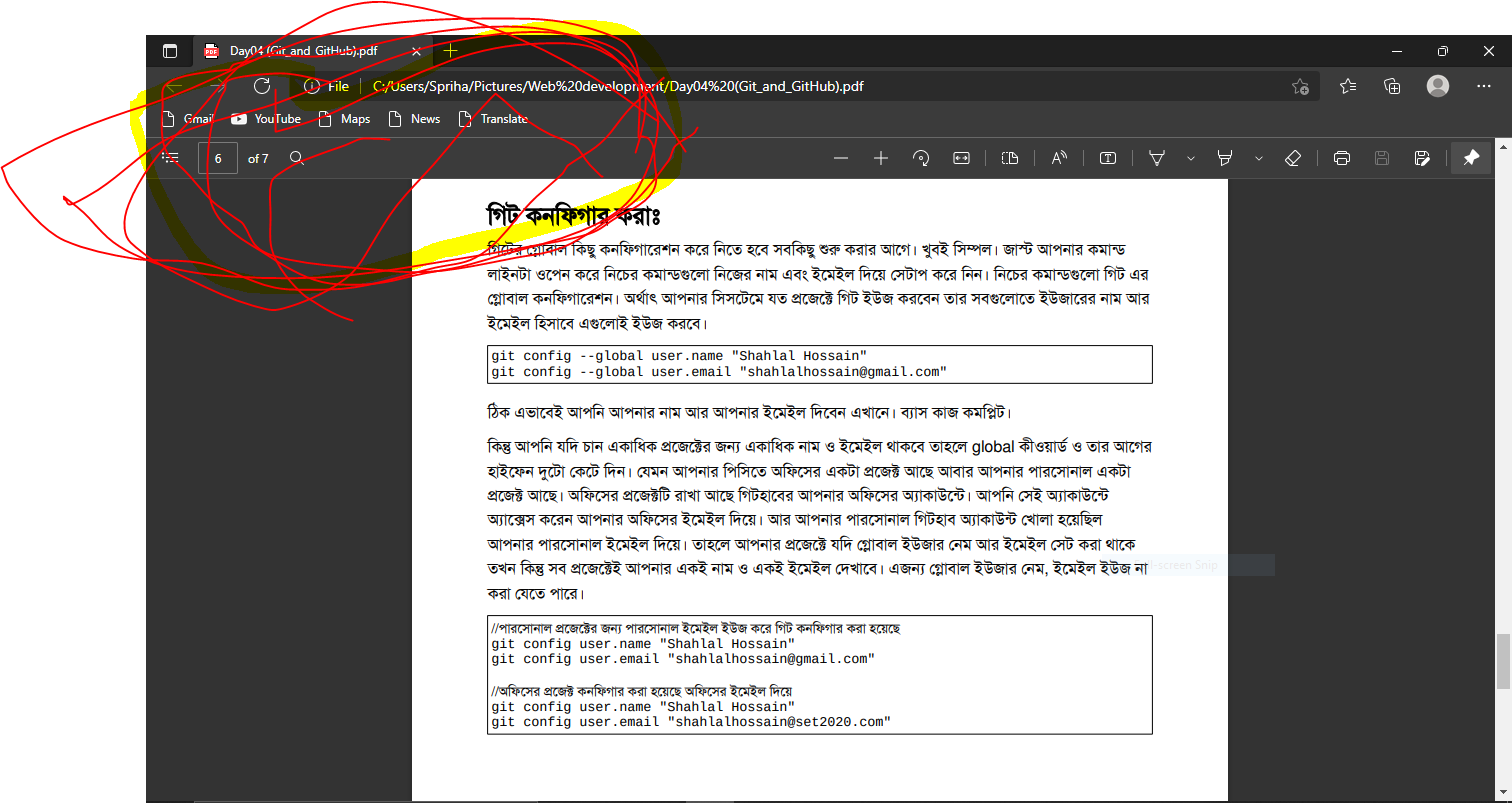 Day04 (Git_and_GitHub).pdf
File C:/Users/Spriha/Pictures/Web%20development/Day04%20(Git_and_GitHub).pdf
Gmail YouTube Maps News Translate
6 of 7
গিট কনফিগার করাঃ
গিটের গ্লোবাল কিছু কনফিগারেশন করে নিতে হবে সবকিছু শুরু করার আগে। খুবই সিম্পল। জাস্ট আপনার কমান্ড
লাইনটা ওপেন করে নিচের কমান্ডগুলো নিজের নাম এবং ইমেইল দিয়ে সেটাপ করে নিন। নিচের কমান্ডগুলো গিট এর
গ্লোবাল কনফিগারেশন। অর্থাৎ আপনার সিসটেমে যত প্রজেক্টে গিট ইউজ করবেন তার সবগুলোতে ইউজারের নাম আর
ইমেইল হিসাবে এগুলোই ইউজ করবে।
git config --global user.name "Shahlal Hossain"
git config --global user.email "shahlalhossain@gmail.com"
ঠিক এভাবেই আপনি আপনার নাম আর আপনার ইমেইল দিবেন এখানে। ব্যাস কাজ কমপ্লিট।
কিন্তু আপনি যদি চান একাধিক প্রজেক্টের জন্য একাধিক নাম ও ইমেইল থাকবে তাহলে global কীওয়ার্ড ও তার আগের
হাইফেন দুটো কেটে দিন। যেমন আপনার পিসিতে অফিসের একটা প্রজেক্ট আছে আবার আপনার পারসোনাল একটা
প্রজেক্ট আছে। অফিসের প্রজেক্টটি রাখা আছে গিটহাবের আপনার অফিসের অ্যাকাউন্টে। আপনি সেই অ্যাকাউন্টে
অ্যাক্সেস করেন আপনার অফিসের ইমেইল দিয়ে। আর আপনার পারসোনাল গিটহাব অ্যাকাউন্ট খোলা হয়েছিল
আপনার পারসোনাল ইমেইল দিয়ে। তাহলে আপনার প্রজেক্টে যদি গ্লোবাল ইউজার নেম আর ইমেইল সেট করা থাকে
তখন কিন্তু সব প্রজেক্টেই আপনার একই নাম ও একই ইমেইল দেখাবে। এজন্য গ্লোবাল ইউজার নেম, ইমেইল ইউজ না
করা যেতে পারে।
//পারসোনাল প্রজেক্টের জন্য পারসোনাল ইমেইল ইউজ করে গিট কনফিগার করা হয়েছে
git config user.name "Shahlal Hossain"
git config user.email "shahlalhossain@gmail.com"
//অফিসের প্রজেক্ট কনফিগার করা হয়েছে অফিসের ইমেইল দিয়ে
git config user.name "Shahlal Hossain"
git config user.email "shahlalhossain@set2020.com"